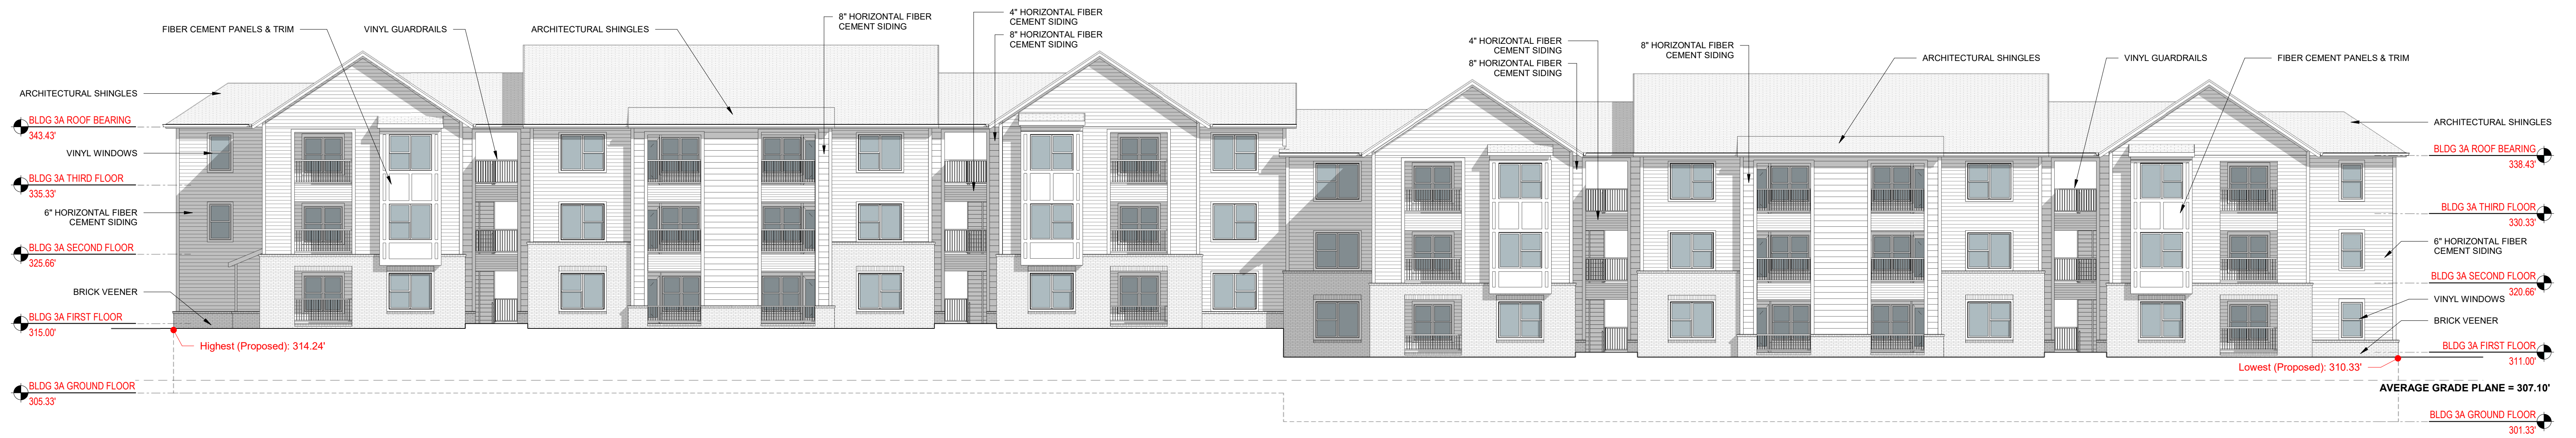 8" HORIZONTAL FIBER
CEMENT SIDING
4" HORIZONTAL FIBER
CEMENT SIDING
FIBER CEMENT PANELS & TRIM
VINYL GUARDRAILS
ARCHITECTURAL SHINGLES
8" HORIZONTAL FIBER
CEMENT SIDING
4" HORIZONTAL FIBER
CEMENT SIDING
8" HORIZONTAL FIBER
CEMENT SIDING
8" HORIZONTAL FIBER
CEMENT SIDING
ARCHITECTURAL SHINGLES
VINYL GUARDRAILS
FIBER CEMENT PANELS & TRIM
ARCHITECTURAL SHINGLES
BLDG 3A ROOF BEARING
343.43'
VINYL WINDOWS
BLDG 3A THIRD FLOOR
335.33'
6" HORIZONTAL FIBER
CEMENT SIDING
BLDG 3A SECOND FLOOR
325.66'
BRICK VEENER
BLDG 3A FIRST FLOOR
315.00'
Highest (Proposed): 314.24'
BLDG 3A GROUND FLOOR
305.33'
ARCHITECTURAL SHINGLES
BLDG 3A ROOF BEARING
338.43'
BLDG 3A THIRD FLOOR
330.33'
6" HORIZONTAL FIBER
CEMENT SIDING
BLDG 3A SECOND FLOOR
320.66'
VINYL WINDOWS
BRICK VEENER
BLDG 3A FIRST FLOOR
311.00'
Lowest (Proposed): 310.33'
AVERAGE GRADE PLANE = 307.10'
BLDG 3A GROUND FLOOR
301.33'